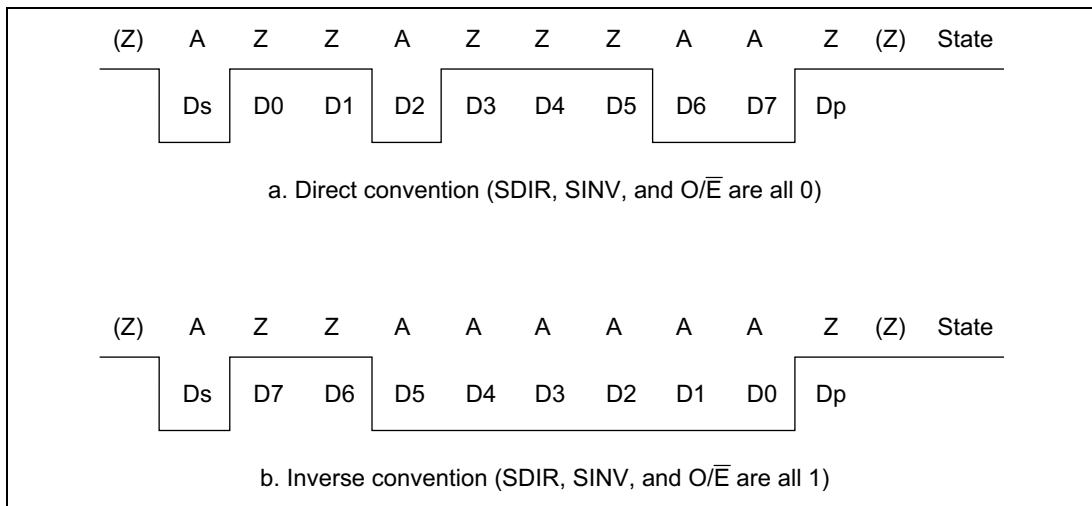 (Z) A Z Z A Z Z Z A A Z (Z) State
Ds D0 D1 D2 D3 D4 D5 D6 D7 Dp
a. Direct convention (SDIR, SINV, and O/E̅ are all 0)
(Z) A Z Z A A A A A A Z (Z) State
Ds D7 D6 D5 D4 D3 D2 D1 D0 Dp
b. Inverse convention (SDIR, SINV, and O/E̅ are all 1)